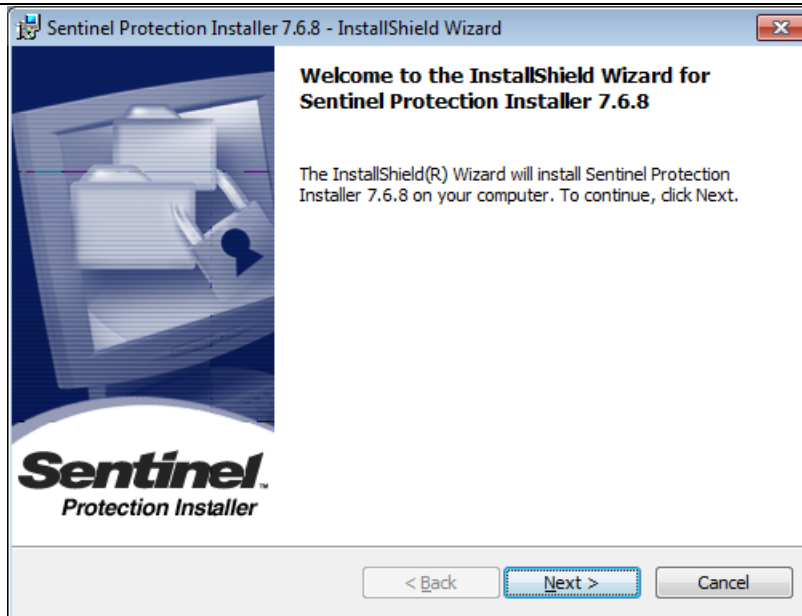 Sentinel Protection Installer 7.6.8 - InstallShield Wizard
Welcome to the InstallShield Wizard for
Sentinel Protection Installer 7.6.8
The InstallShield(R) Wizard will install Sentinel Protection
Installer 7.6.8 on your computer. To continue, click Next.
Sentinel™
Protection Installer
< Back
Next >
Cancel